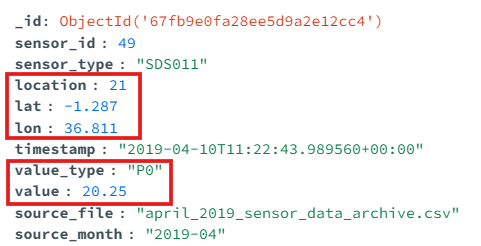 _id: ObjectId('67fb9e0fa28ee5d9a2e12cc4')
sensor_id : 49
sensor_type : "SDS011"
location : 21
lat : -1.287
lon : 36.811
timestamp : "2019-04-10T11:22:43.989560+00:00"
value_type : "P0"
value : 20.25
source_file : "april_2019_sensor_data_archive.csv"
source_month : "2019-04"